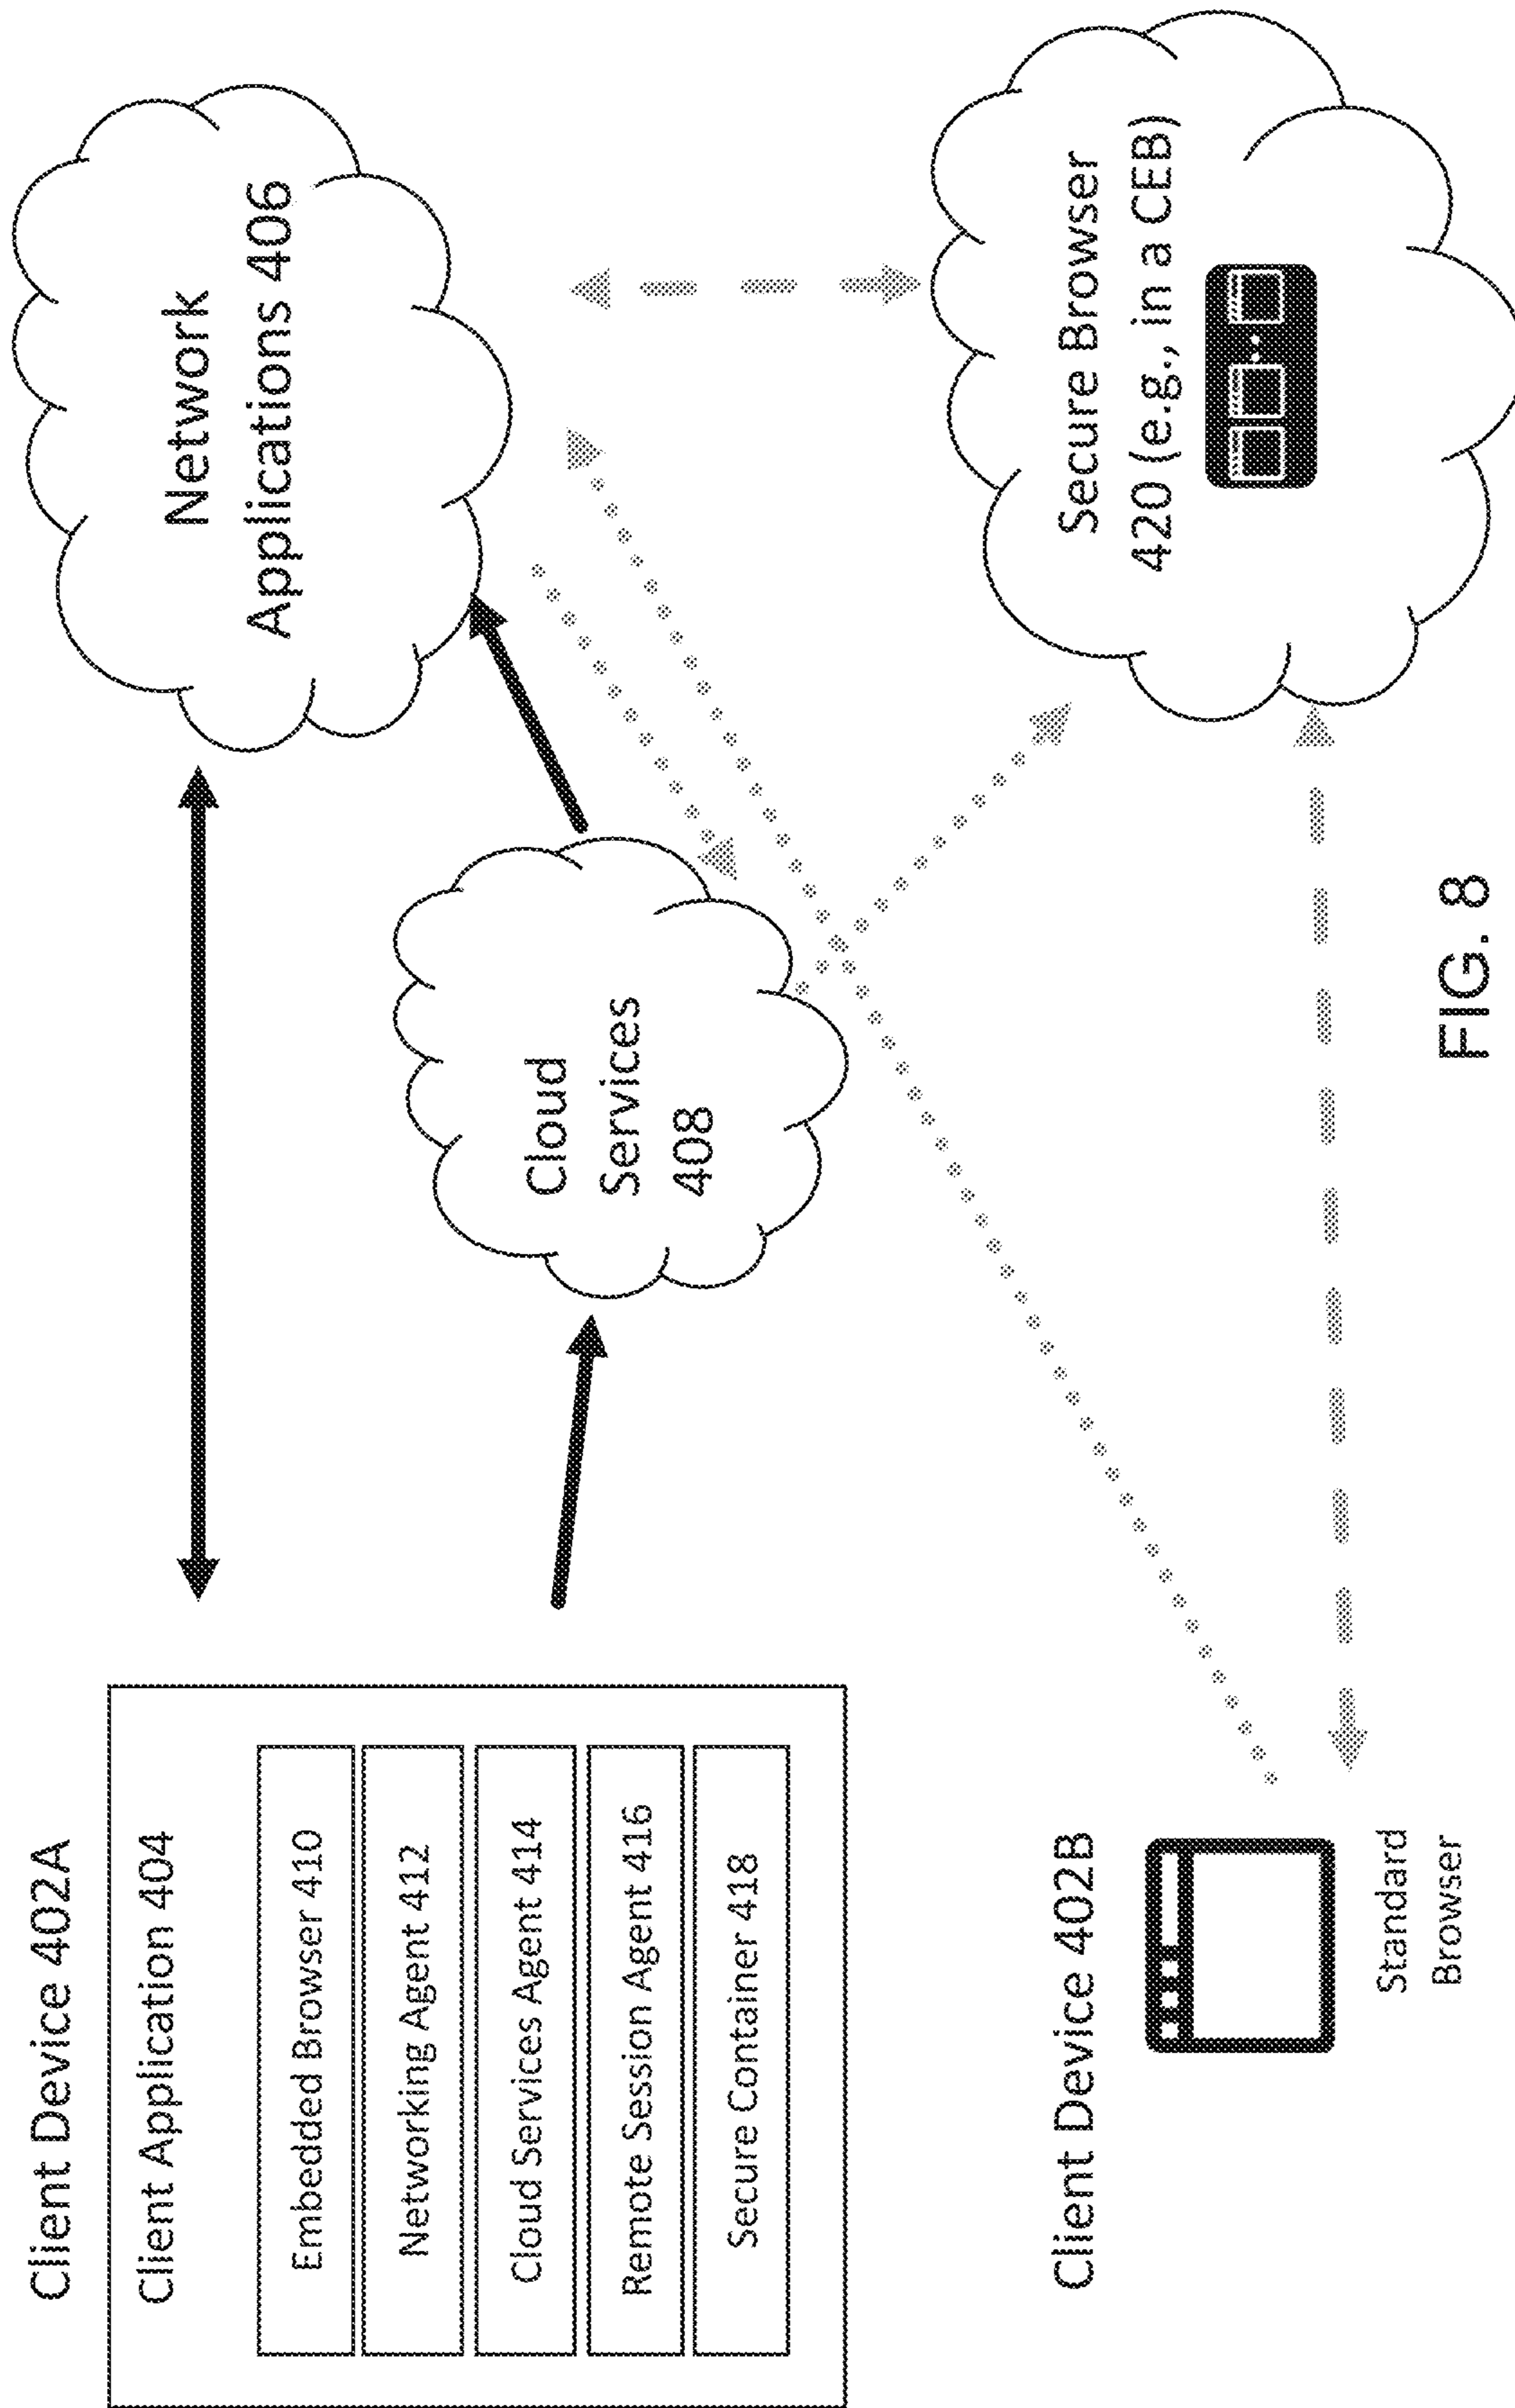 Client Device 402A
Client Application 404
Embedded Browser 410
Networking Agent 412
Cloud Services Agent 414
Remote Session Agent 416
Secure Container 418
Network
Applications 406
Cloud
Services
408
Client Device 402B
Standard
Browser
Secure Browser
420 (e.g., in a CEB)
FIG. 8